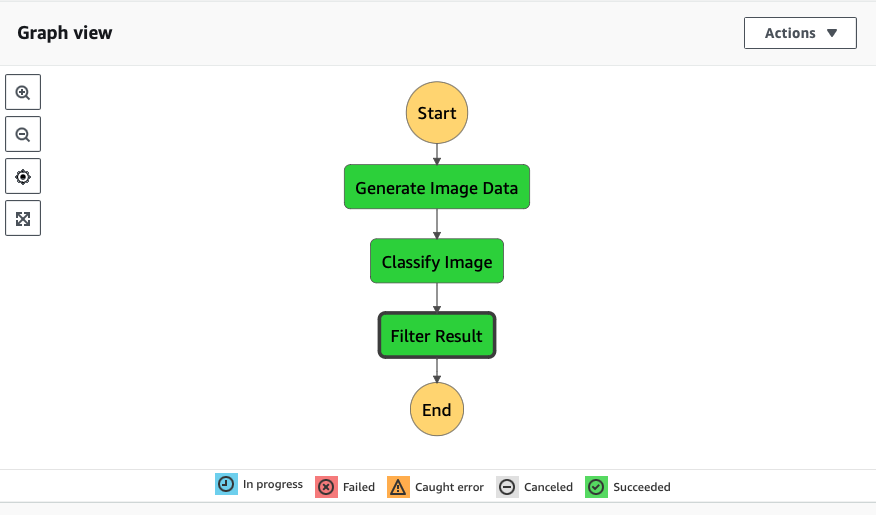 Graph view
Actions
Start
Generate Image Data
Classify Image
Filter Result
End
In progress
Failed
Caught error
Canceled
Succeeded